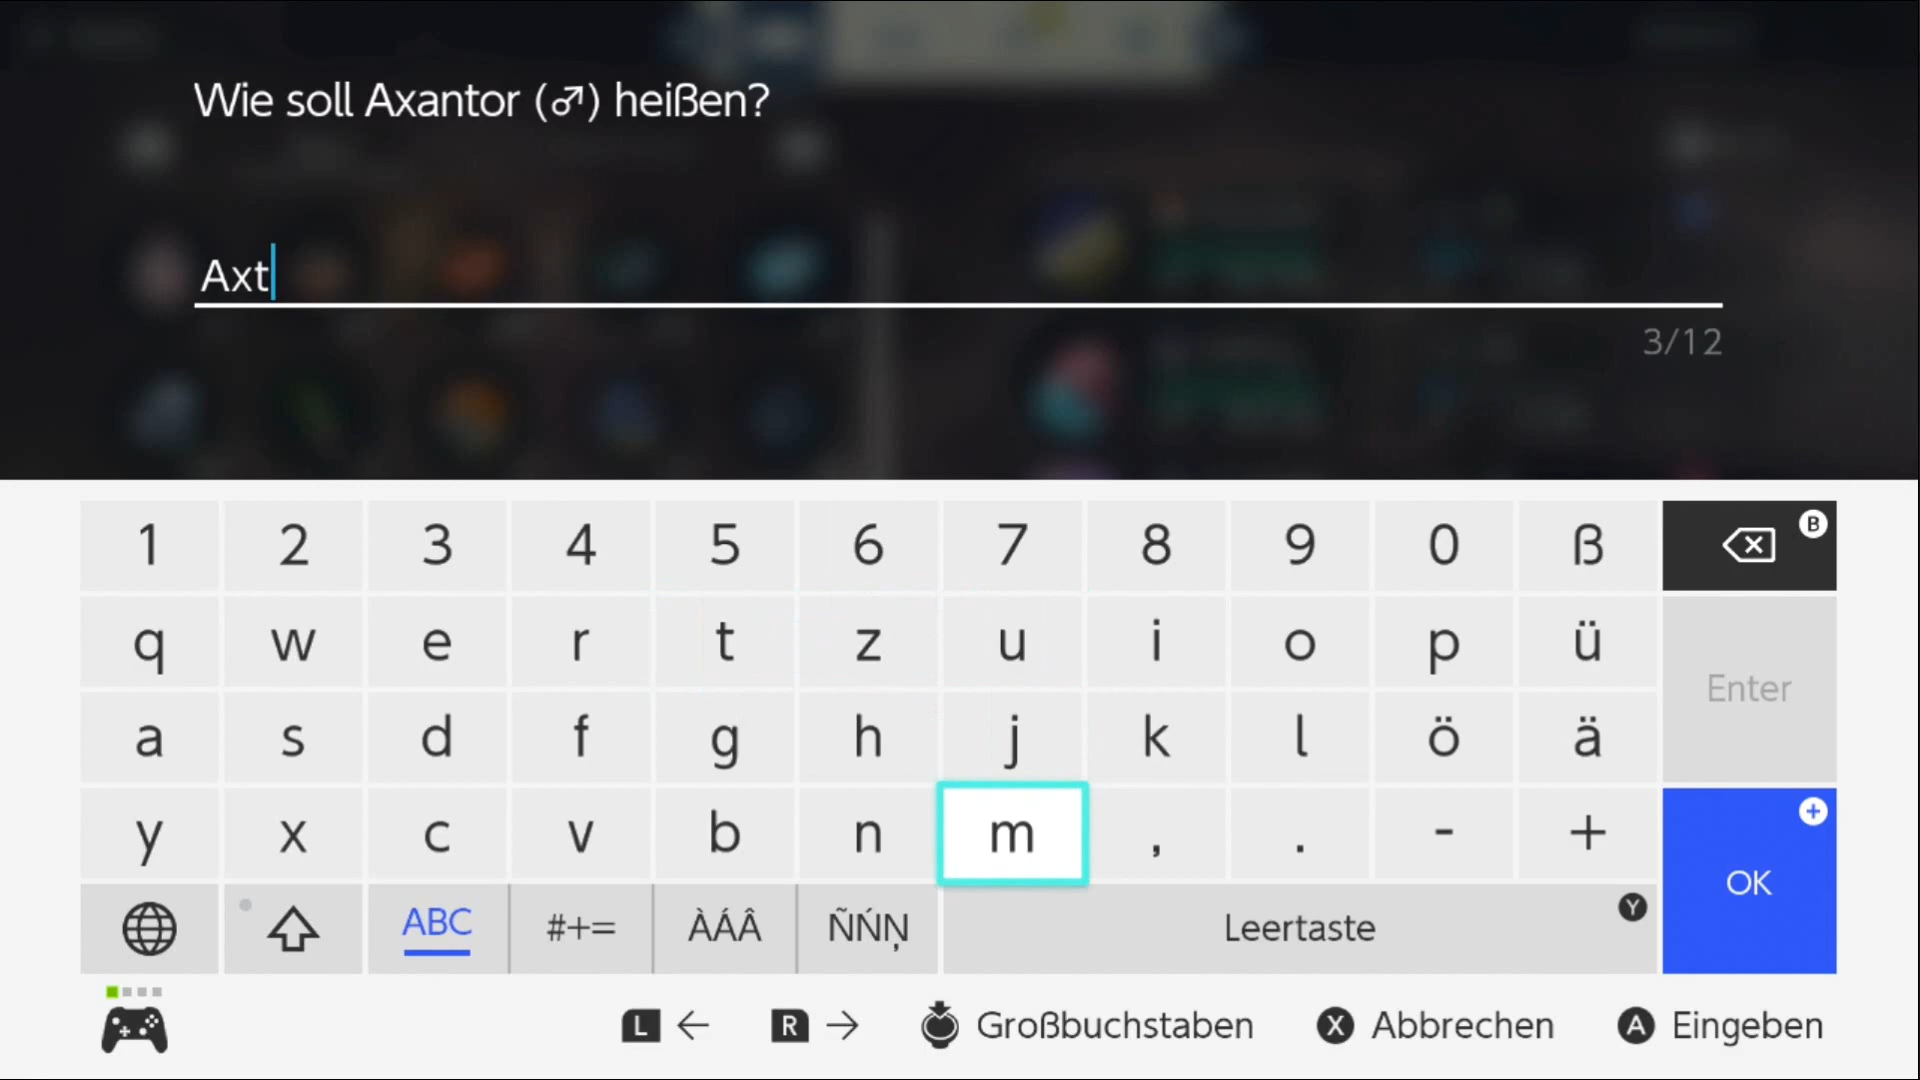 Wie soll Axantor (♂) heißen?
Axt
3/12
1 2 3 4 5 6 7 8 9 0 ß B
q w e r t z u i o p ü
Enter
a s d f g h j k l ö ä
y x c v b n m , . - + +
OK
ABC #+= ÀÁÂ ÑŃŅ Leertaste Y
L ← R → Großbuchstaben X Abbrechen A Eingeben